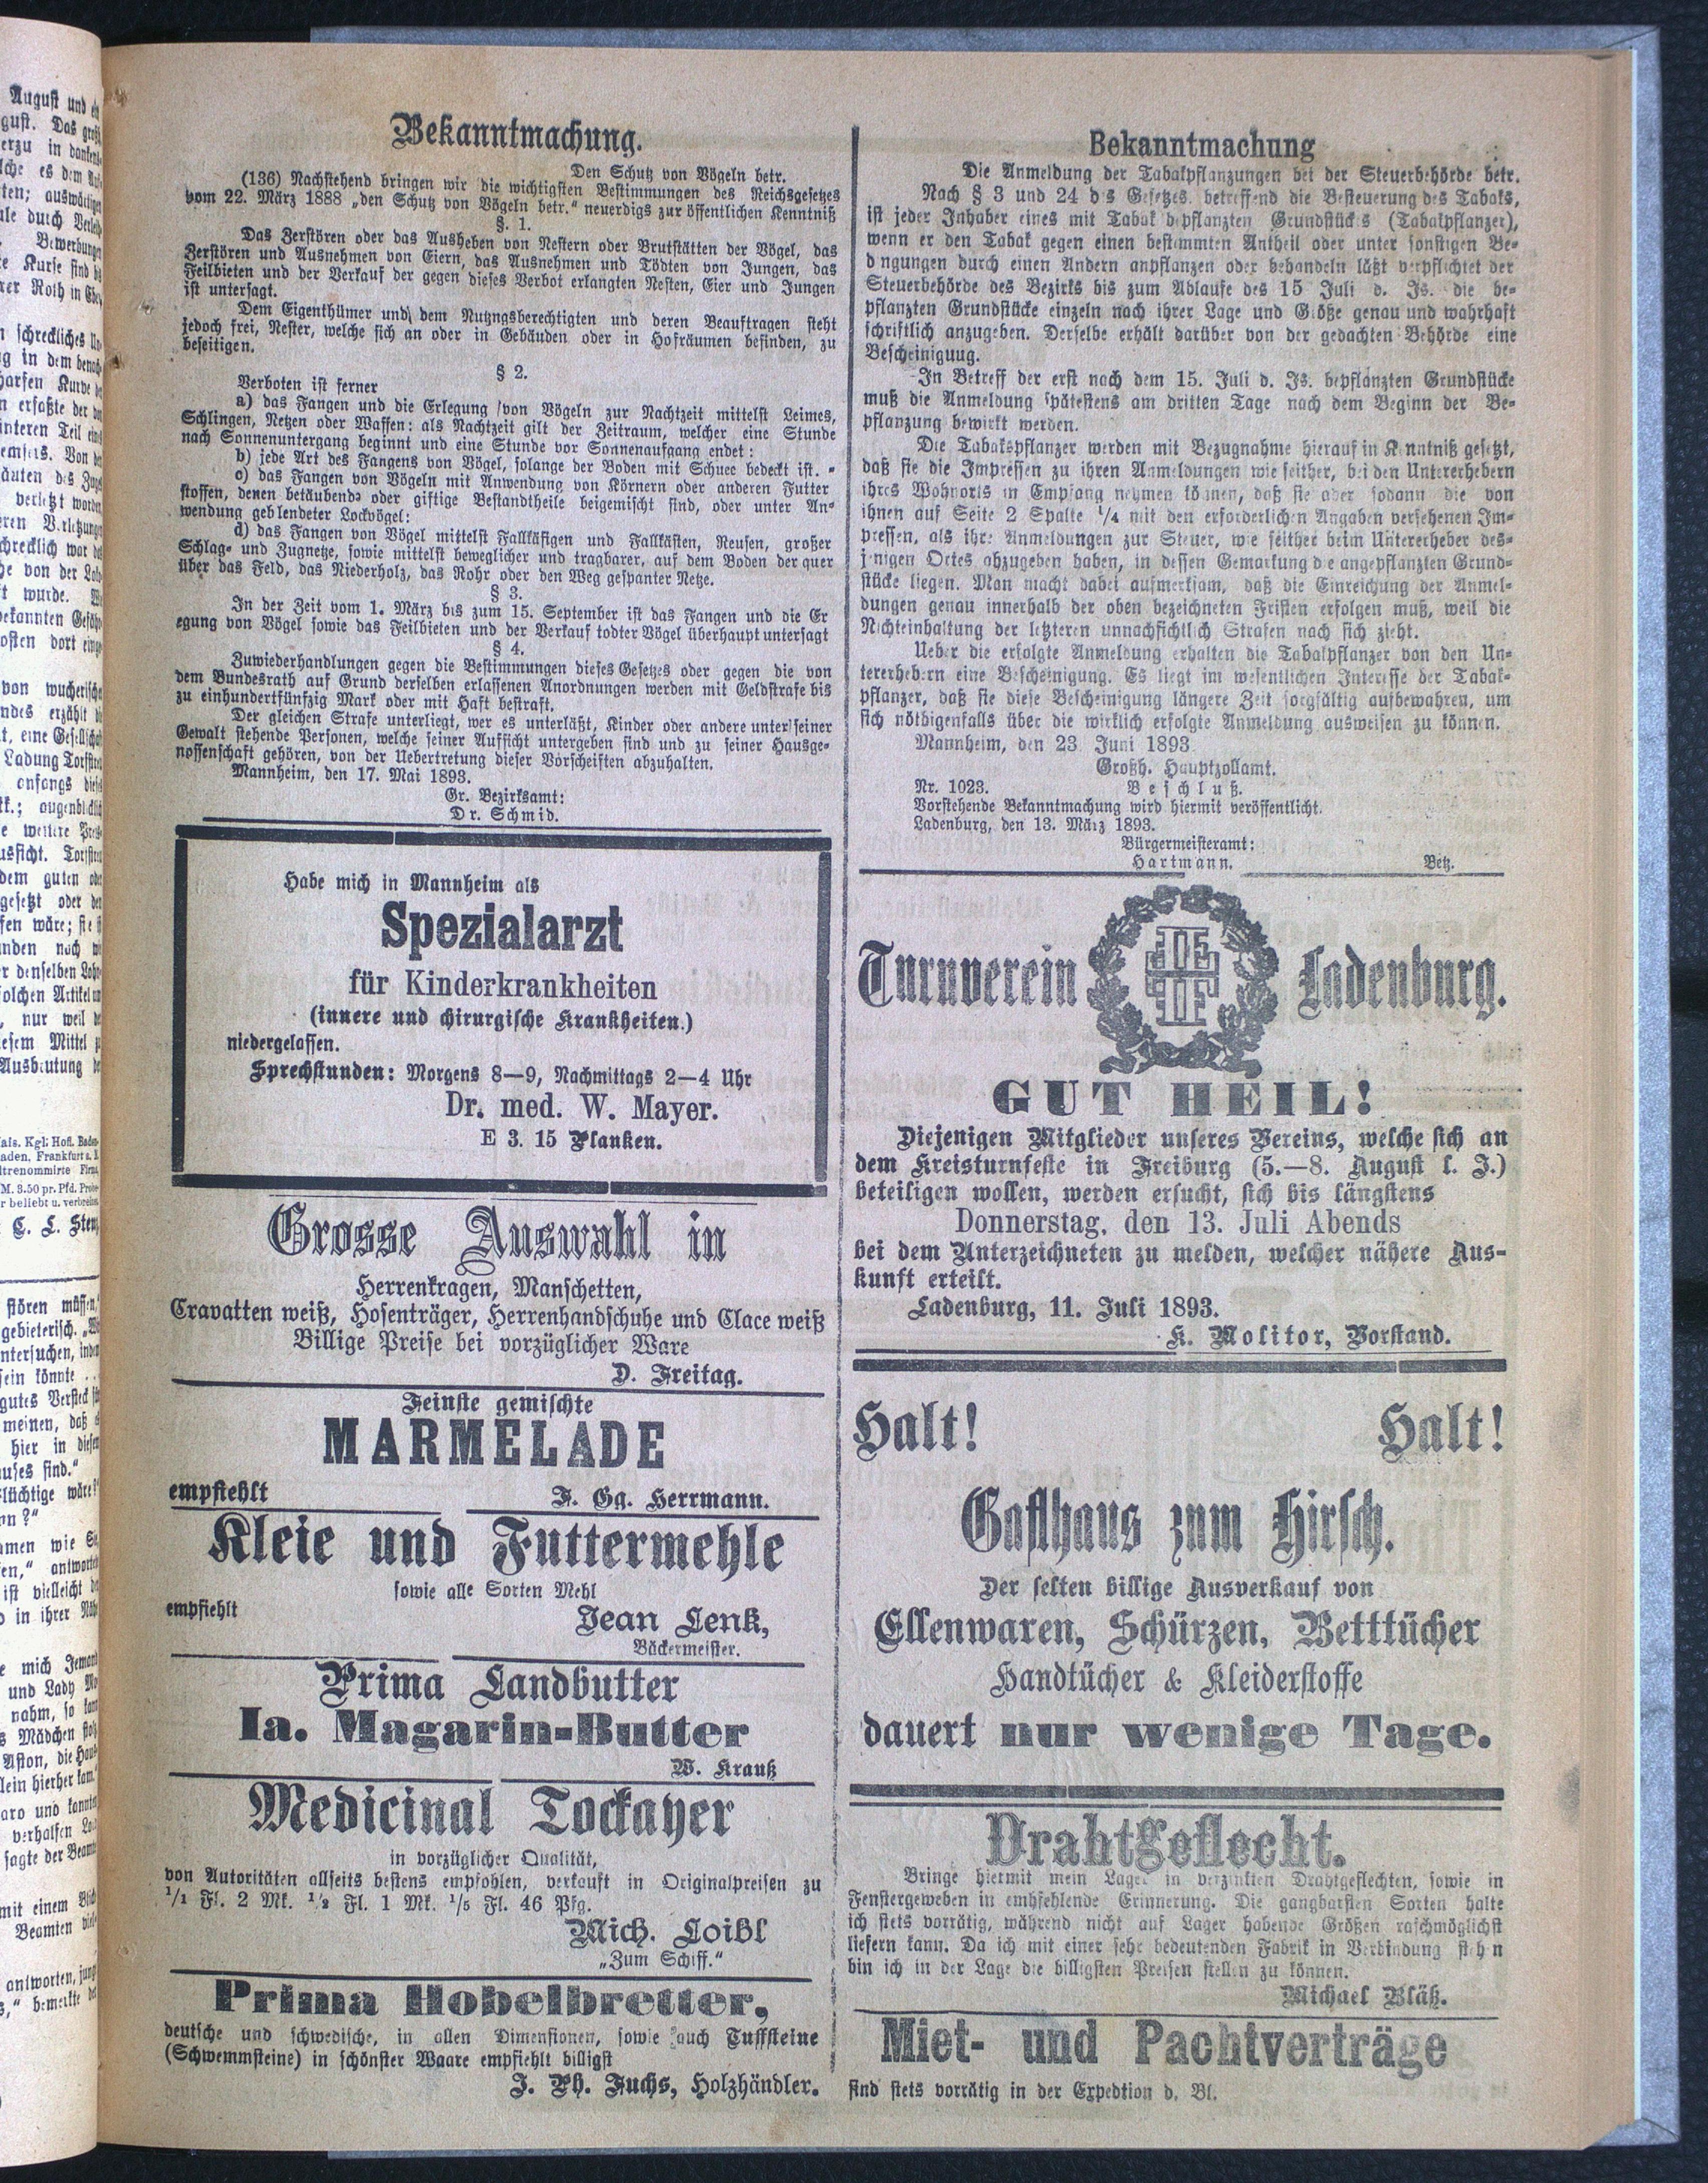 Bekanntmachung.
Den Schutz von Vögeln betr.
(136) Nachstehend bringen wir die wichtigsten Bestimmungen des Reichsgesetzes
vom 22. März 1888 „den Schutz von Vögeln betr.“ neuerdigs zur öffentlichen Kenntniß
§. 1.
Das Zerstören oder das Ausheben von Nestern oder Brutstätten der Vögel, das
Zerstören und Ausnehmen von Eiern, das Ausnehmen und Tödten von Jungen, das
Feilbieten und der Verkauf der gegen dieses Verbot erlangten Nesten, Eier und Jungen
ist untersagt.
Dem Eigenthümer und dem Nutzngsberechtigten und deren Beauftragen steht
jedoch frei, Nester, welche sich an oder in Gebäuden oder in Hofräumen befinden, zu
beseitigen.
§ 2.
Verboten ist ferner
a) das Fangen und die Erlegung von Vögeln zur Nachtzeit mittelst Leimes,
Schlingen, Netzen oder Waffen: als Nachtzeit gilt der Zeitraum, welcher eine Stunde
nach Sonnenuntergang beginnt und eine Stunde vor Sonnenaufgang endet:
b) jede Art des Fangens von Vögel, solange der Boden mit Schuee bedeckt ist.
c) das Fangen von Vögeln mit Anwendung von Körnern oder anderen Futter
stoffen, denen betäubende oder giftige Bestandtheile beigemischt sind, oder unter An-
wendung geblendeter Lockvögel:
d) das Fangen von Vögel mittelst Fallkäfigen und Fallkästen, Reusen, großer
Schlag- und Zugnetze, sowie mittelst beweglicher und tragbarer, auf dem Boden der quer
über das Feld, das Niederholz, das Rohr oder den Weg gespanter Netze.
§ 3.
In der Zeit vom 1. März bis zum 15. September ist das Fangen und die Er
egung von Vögel sowie das Feilbieten und der Verkauf todter Vögel überhaupt untersagt
§ 4.
Zuwiederhandlungen gegen die Bestimmungen dieses Gesetzes oder gegen die von
dem Bundesrath auf Grund derselben erlassenen Anordnungen werden mit Geldstrafe bis
zu einhundertfünfzig Mark oder mit Haft bestraft.
Der gleichen Strafe unterliegt, wer es unterläßt, Kinder oder andere unter seiner
Gewalt stehende Personen, welche seiner Aufsicht untergeben sind und zu seiner Hausge-
nossenschaft gehören, von der Uebertretung dieser Vorscheiften abzuhalten.
Mannheim, den 17. Mai 1893.
Gr. Bezirksamt:
Dr. Schmid.
Habe mich in Mannheim als
Spezialarzt
für Kinderkrankheiten
(innere und chirurgische Krankheiten.)
niedergelassen.
Sprechstunden: Morgens 8—9, Nachmittags 2—4 Uhr
Dr. med. W. Mayer.
E 3. 15 Planken.
Grosse Auswahl in
Herrenkragen, Manschetten,
Cravatten weiß, Hosenträger, Herrenhandschuhe und Clace weiß
Billige Preise bei vorzüglicher Ware
D. Freitag.
Feinste gemischte
MARMELADE
empfiehlt J. Gg. Herrmann.
Kleie und Futtermehle
sowie alle Sorten Mehl
empfiehlt
Jean Lenk,
Bäckermeister.
Prima Landbutter
Ia. Magarin-Butter
W. Krauß
Medicinal Tockayer
in vorzüglicher Qualität,
von Autoritäten allseits bestens empfohlen, verkauft in Originalpreisen zu
1/1 Fl. 2 Mk. 1/2 Fl. 1 Mk. 1/5 Fl. 46 Pfg.
Mich. Loibl
„Zum Schiff.“
Prima Hobelbretter,
deutsche und schwedische, in allen Dimensionen, sowie auch Tuffsteine
(Schwemmsteine) in schönster Waare empfiehlt billigst
J. Ph. Fuchs, Holzhändler.
Bekanntmachung
Die Anmeldung der Tabakpflanzungen bei der Steuerbehörde betr.
Nach § 3 und 24 d s Gesetzes, betreffend die Besteuerung des Tabaks,
ist jeder Inhaber eines mit Tabak bepflanzten Grundstücks (Tabakpflanzer),
wenn er den Tabak gegen einen bestimmten Antheil oder unter sonstigen Be-
d ngungen durch einen Andern anpflanzen oder behandeln läßt verpflichtet der
Steuerbehörde des Bezirks bis zum Ablaufe des 15 Juli d. Js. die be-
pflanzten Grundstücke einzeln nach ihrer Lage und Größe genau und wahrhaft
schriftlich anzugeben. Derselbe erhält darüber von der gedachten Behörde eine
Bescheiniguug.
In Betreff der erst nach dem 15. Juli d. Js. bepflanzten Grundstücke
muß die Anmeldung spätestens am dritten Tage nach dem Beginn der Be-
pflanzung bewirkt werden.
Die Tabakspflanzer werden mit Bezugnahme hierauf in K nntniß gesetzt,
daß sie die Impressen zu ihren Anmeldungen wie seither, bei den Untererhebern
ihres Wohnorts in Empfang nehmen können, daß sie aber sodann die von
ihnen auf Seite 2 Spalte 1/4 mit den erforderlichen Angaben versehenen Im-
pressen, als ihre Anmeldungen zur Steuer, wie seither beim Untererheber des-
j nigen Ortes abzugeben haben, in dessen Gemarkung d e angepflanzten Grund-
stücke liegen. Man macht dabei aufmerksam, daß die Einreichung der Anmel-
dungen genau innerhalb der oben bezeichneten Fristen erfolgen muß, weil die
Nichteinhaltung der letzteren unnachsichtlich Strafen nach sich zieht.
Ueber die erfolgte Anmeldung erhalten die Tabakpflanzer von den Un-
tererhebern eine Bescheinigung. Es liegt im wesentlichen Interesse der Tabak-
pflanzer, daß sie diese Bescheinigung längere Zeit sorgfältig aufbewahren, um
sich nöthigenfalls über die wirklich erfolgte Anmeldung ausweisen zu können.
Mannheim, den 23 Juni 1893
Großh. Hauptzollamt.
Nr. 1023. Beschluß.
Vorstehende Bekanntmachung wird hiermit veröffentlicht.
Ladenburg, den 13. März 1893.
Bürgermeisteramt:
Hartmann. Betz.
Turnverein Ladenburg.
GUT HEIL!
Diejenigen Mitglieder unseres Vereins, welche sich an
dem Kreisturnfeste in Freiburg (5.—8. August l. J.)
beteiligen wollen, werden ersucht, sich bis längstens
Donnerstag, den 13. Juli Abends
bei dem Unterzeichneten zu melden, welcher nähere Aus-
kunft erteilt.
Ladenburg, 11. Juli 1893.
K. Molitor, Vorstand.
Halt! Halt!
Gasthaus zum Hirsch.
Der selten billige Ausverkauf von
Ellenwaren, Schürzen, Betttücher
Handtücher & Kleiderstoffe
dauert nur wenige Tage.
Drahtgeflecht.
Bringe hiermit mein Lager in verzinkten Drahtgeflechten, sowie in
Fenstergeweben in emhfehlende Erinnerung. Die gangbarsten Sorten halte
ich stets vorrätig, während nicht auf Lager habende Größen raschmöglichst
liefern kann. Da ich mit einer sehr bedeutenden Fabrik in Verbindung steh n
bin ich in der Lage die billigsten Preisen stellen zu können.
Michael Bläß.
Miet- und Pachtverträge
sind stets vorrätig in der Expedtion d. Bl.